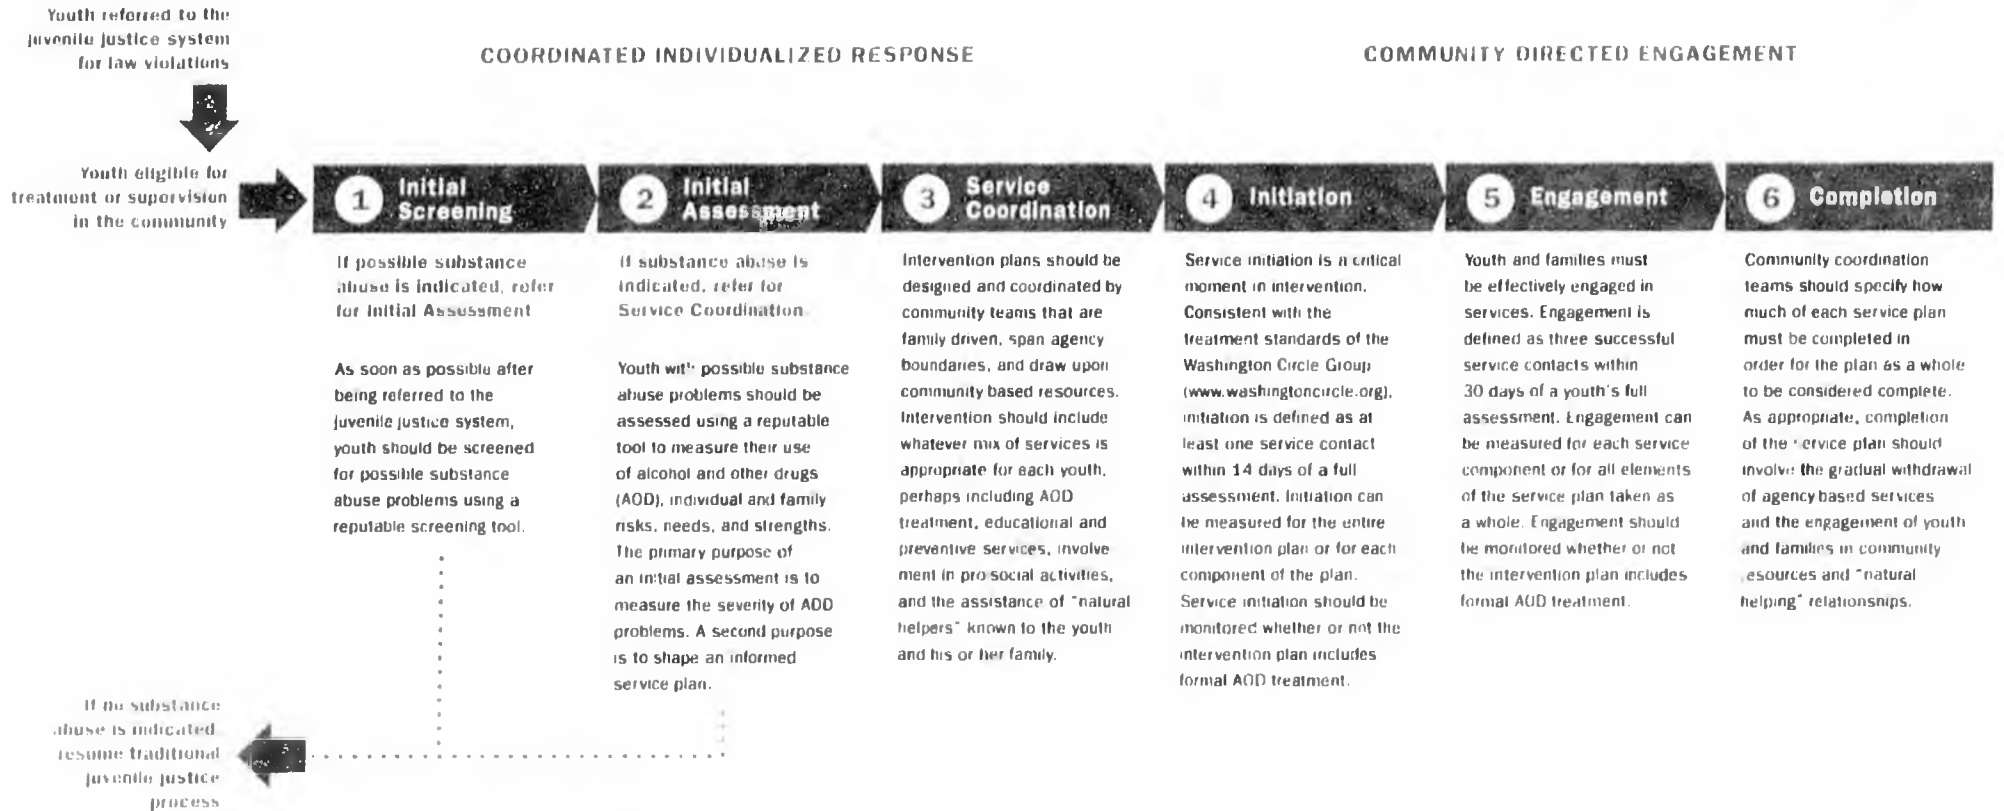 Youth referred to the
juvenile justice system
for law violations
COORDINATED INDIVIDUALIZED RESPONSE
COMMUNITY DIRECTED ENGAGEMENT
Youth eligible for
treatment or supervision
in the community
1 Initial
Screening
If possible substance
abuse is indicated, refer
for Initial Assessment
As soon as possible after
being referred to the
juvenile justice system,
youth should be screened
for possible substance
abuse problems using a
reputable screening tool.
2 Initial
Assessment
If substance abuse is
indicated, refer for
Service Coordination
Youth with possible substance
abuse problems should be
assessed using a reputable
tool to measure their use
of alcohol and other drugs
(AOD), individual and family
risks, needs, and strengths.
The primary purpose of
an initial assessment is to
measure the severity of AOD
problems. A second purpose
is to shape an informed
service plan.
3 Service
Coordination
Intervention plans should be
designed and coordinated by
community teams that are
family driven, span agency
boundaries, and draw upon
community based resources.
Intervention should include
whatever mix of services is
appropriate for each youth,
perhaps including AOD
treatment, educational and
preventive services, involve
ment in pro social activities,
and the assistance of "natural
helpers" known to the youth
and his or her family.
4 Initiation
Service initiation is a critical
moment in intervention.
Consistent with the
treatment standards of the
Washington Circle Group
(www.washingtoncircle.org),
initiation is defined as at
least one service contact
within 14 days of a full
assessment. Initiation can
be measured for the entire
intervention plan or for each
component of the plan.
Service initiation should be
monitored whether or not the
intervention plan includes
formal AOD treatment.
5 Engagement
Youth and families must
be effectively engaged in
services. Engagement is
defined as three successful
service contacts within
30 days of a youth's full
assessment. Engagement can
be measured for each service
component or for all elements
of the service plan taken as
a whole. Engagement should
be monitored whether or not
the intervention plan includes
formal AOD treatment.
6 Completion
Community coordination
teams should specify how
much of each service plan
must be completed in
order for the plan as a whole
to be considered complete.
As appropriate, completion
of the service plan should
involve the gradual withdrawal
of agency based services
and the engagement of youth
and families in community
resources and "natural
helping" relationships.
If no substance
abuse is indicated,
resume traditional
juvenile justice
process